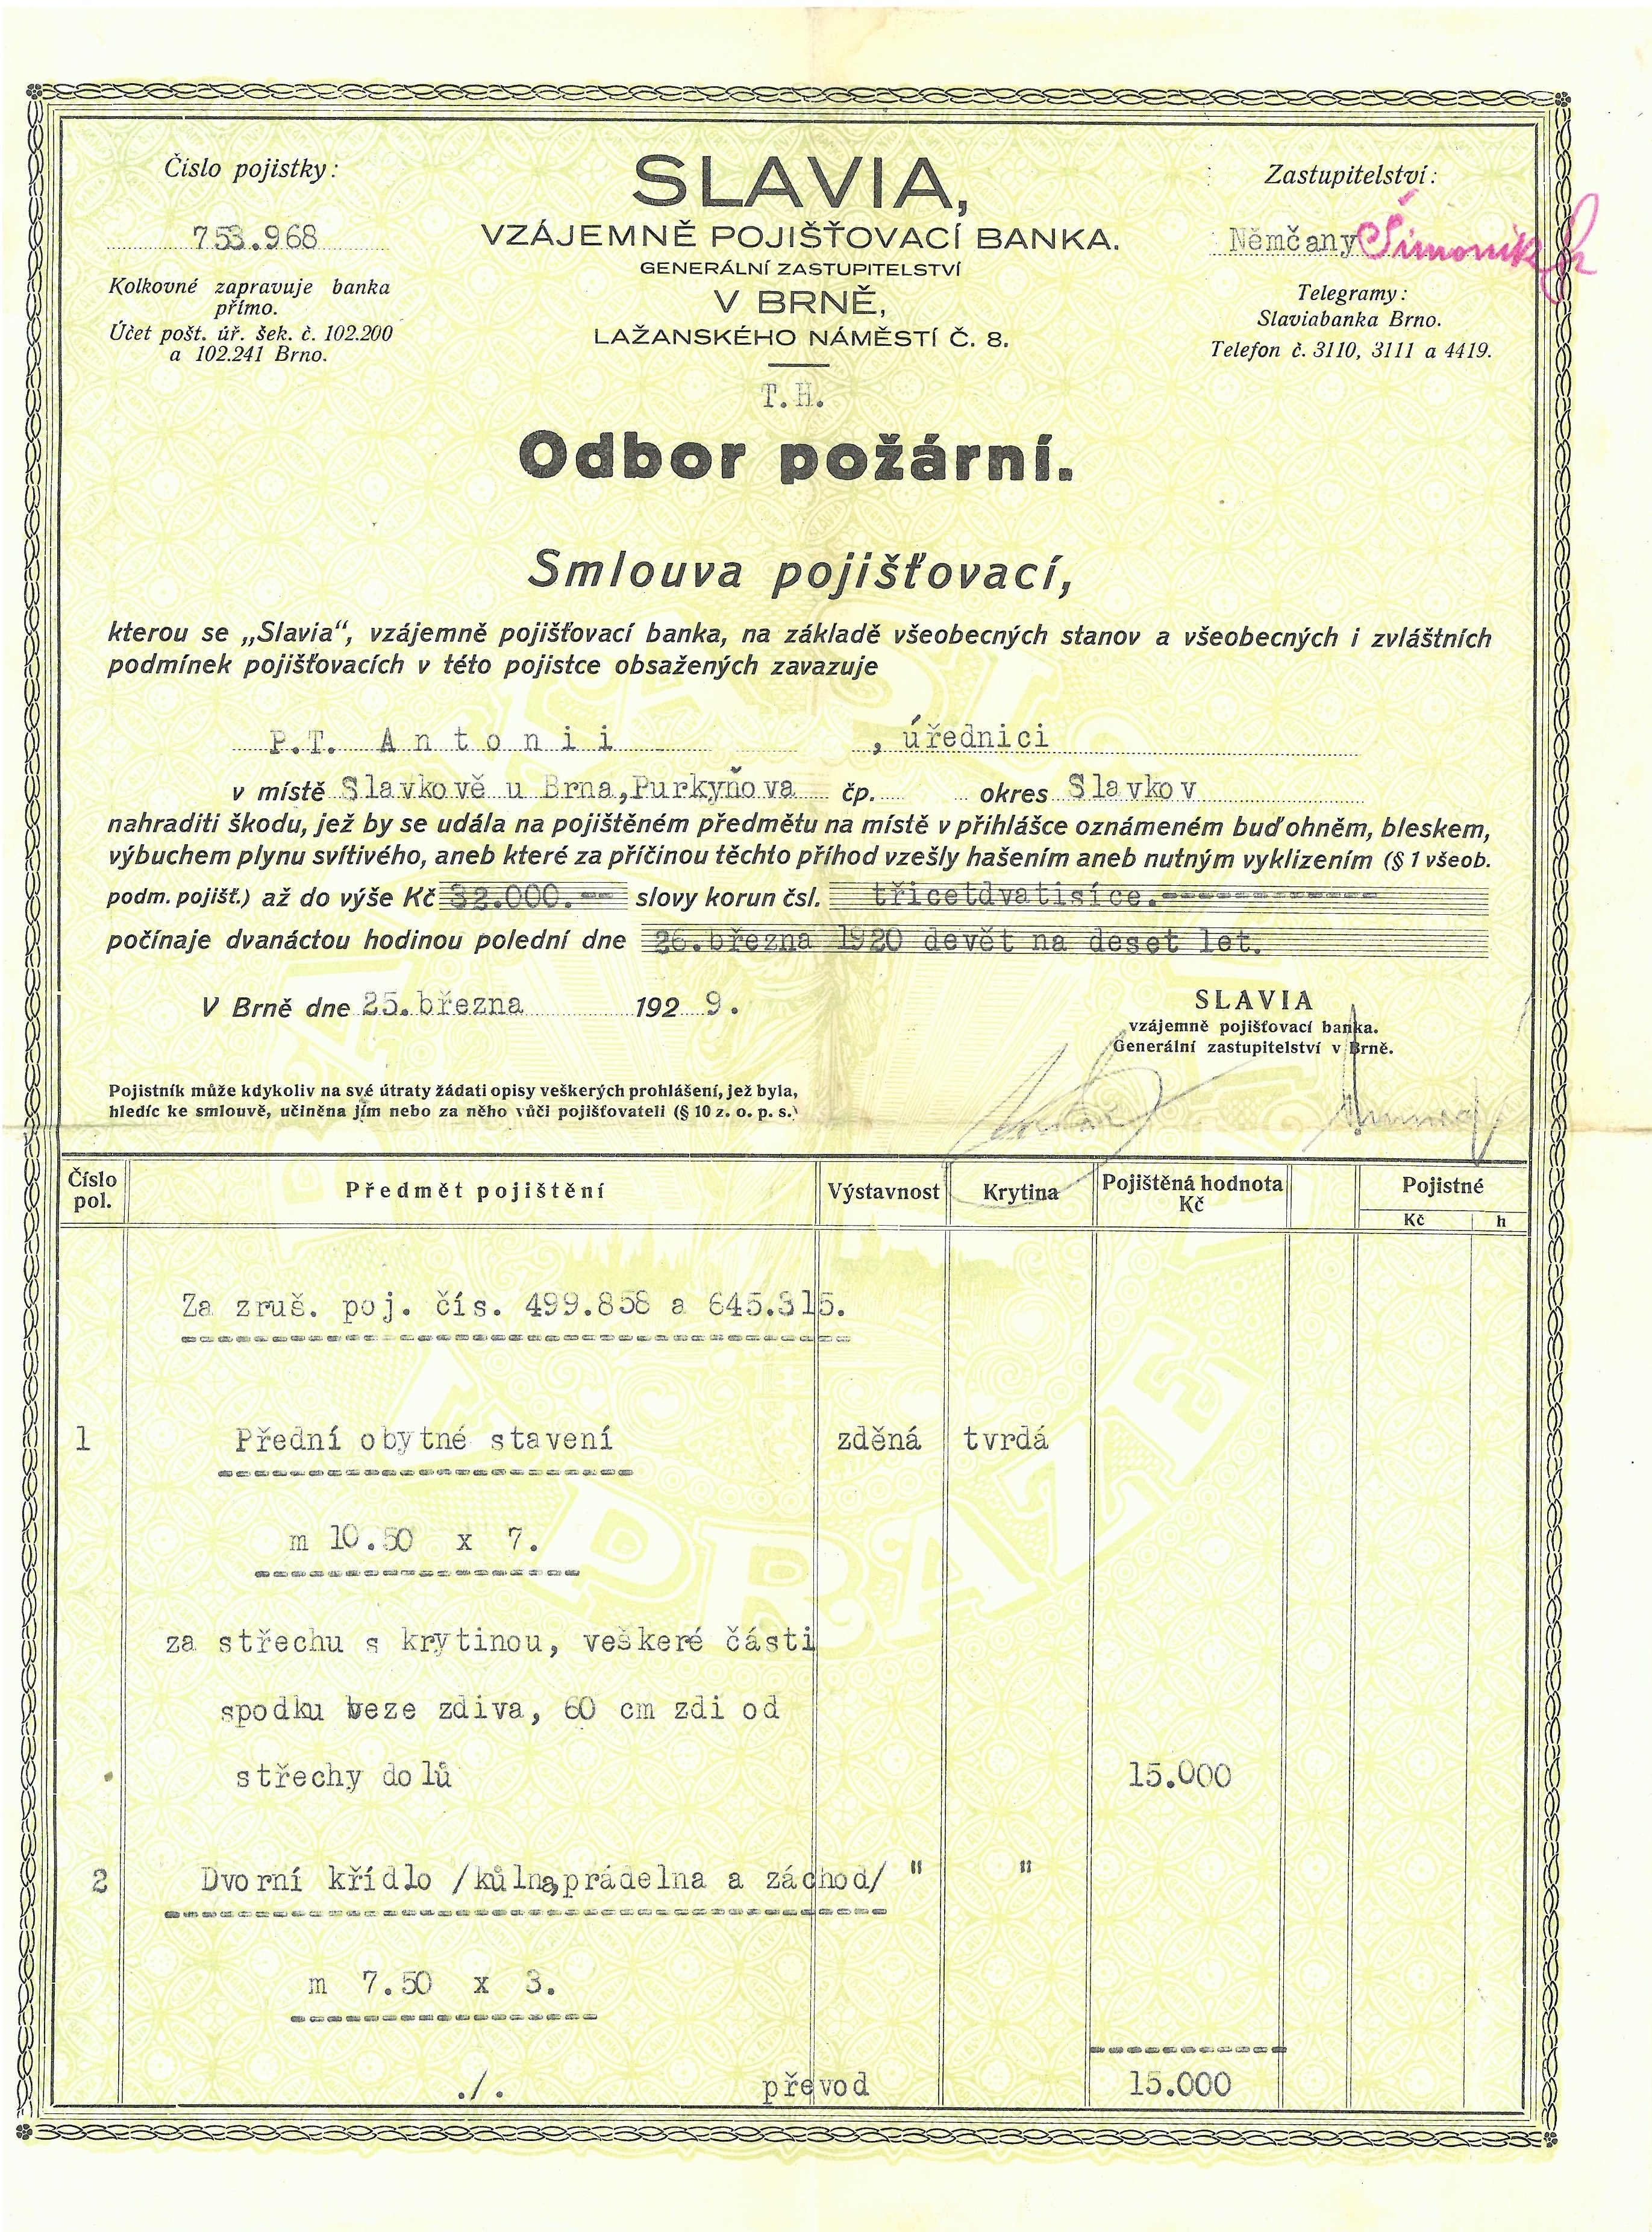 Číslo pojistky:
753.968
Kolkovné zapravuje banka
přímo.
Účet pošt. úř. šek. č. 102.200
a 102.241 Brno.
SLAVIA,
VZÁJEMNĚ POJIŠŤOVACÍ BANKA.
GENERÁLNÍ ZASTUPITELSTVÍ
V BRNĚ,
LAŽANSKÉHO NÁMĚSTÍ Č. 8.
T.H.
Zastupitelství:
Němčany Šimoník
Telegramy:
Slaviabanka Brno.
Telefon č. 3110, 3111 a 4419.
Odbor požární.
Smlouva pojišťovací,
kterou se „Slavia“, vzájemně pojišťovací banka, na základě všeobecných stanov a všeobecných i zvláštních
podmínek pojišťovacích v této pojistce obsažených zavazuje
P.T. Antonii , úřednici
v místě Slavkově u Brna,Purkyňova čp. okres Slavkov
nahraditi škodu, jež by se udála na pojištěném předmětu na místě v přihlášce oznámeném buď ohněm, bleskem,
výbuchem plynu svítivého, aneb které za příčinou těchto příhod vzešly hašením aneb nutným vyklizením (§ 1 všeob.
podm. pojišť.) až do výše Kč 32.000.-- slovy korun čsl. třicetdvatisíce.------------
počínaje dvanáctou hodinou polední dne 26.března 1920 devět na deset let.
V Brně dne 25.března 1929.
SLAVIA
vzájemně pojišťovací banka.
Generální zastupitelství v Brně.
Pojistník může kdykoliv na své útraty žádati opisy veškerých prohlášení, jež byla,
hledíc ke smlouvě, učiněna jím nebo za něho vůči pojišťovateli (§ 10 z. o. p. s.)
Číslo pol. Předmět pojištění Výstavnost Krytina Pojištěná hodnota Kč Pojistné
Kč h
Za zruš. poj. čís. 499.858 a 645.315.
1 Přední obytné stavení zděná tvrdá
m 10.50 x 7.
za střechu s krytinou, veškeré části
spodku beze zdiva, 60 cm zdi od
střechy dolů 15.000
2 Dvorní křídlo /kůlna,prádelna a záchod/ " "
m 7.50 x 3.
./. převod 15.000
PRAZE